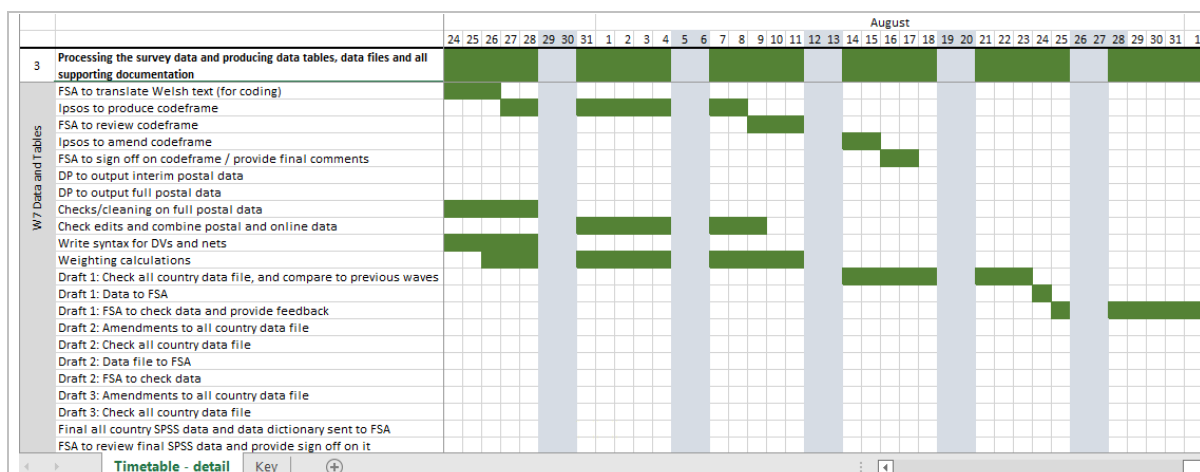 August
24 25 26 27 28 29 30 31 1 2 3 4 5 6 7 8 9 10 11 12 13 14 15 16 17 18 19 20 21 22 23 24 25 26 27 28 29 30 31 1
3 Processing the survey data and producing data tables, data files and all
supporting documentation
W7 Data and Tables
FSA to translate Welsh text (for coding)
Ipsos to produce codeframe
FSA to review codeframe
Ipsos to amend codeframe
FSA to sign off on codeframe / provide final comments
DP to output interim postal data
DP to output full postal data
Checks/cleaning on full postal data
Check edits and combine postal and online data
Write syntax for DVs and nets
Weighting calculations
Draft 1: Check all country data file, and compare to previous waves
Draft 1: Data to FSA
Draft 1: FSA to check data and provide feedback
Draft 2: Amendments to all country data file
Draft 2: Check all country data file
Draft 2: Data file to FSA
Draft 2: FSA to check data
Draft 3: Amendments to all country data file
Draft 3: Check all country data file
Final all country SPSS data and data dictionary sent to FSA
FSA to review final SPSS data and provide sign off on it
Timetable - detail Key